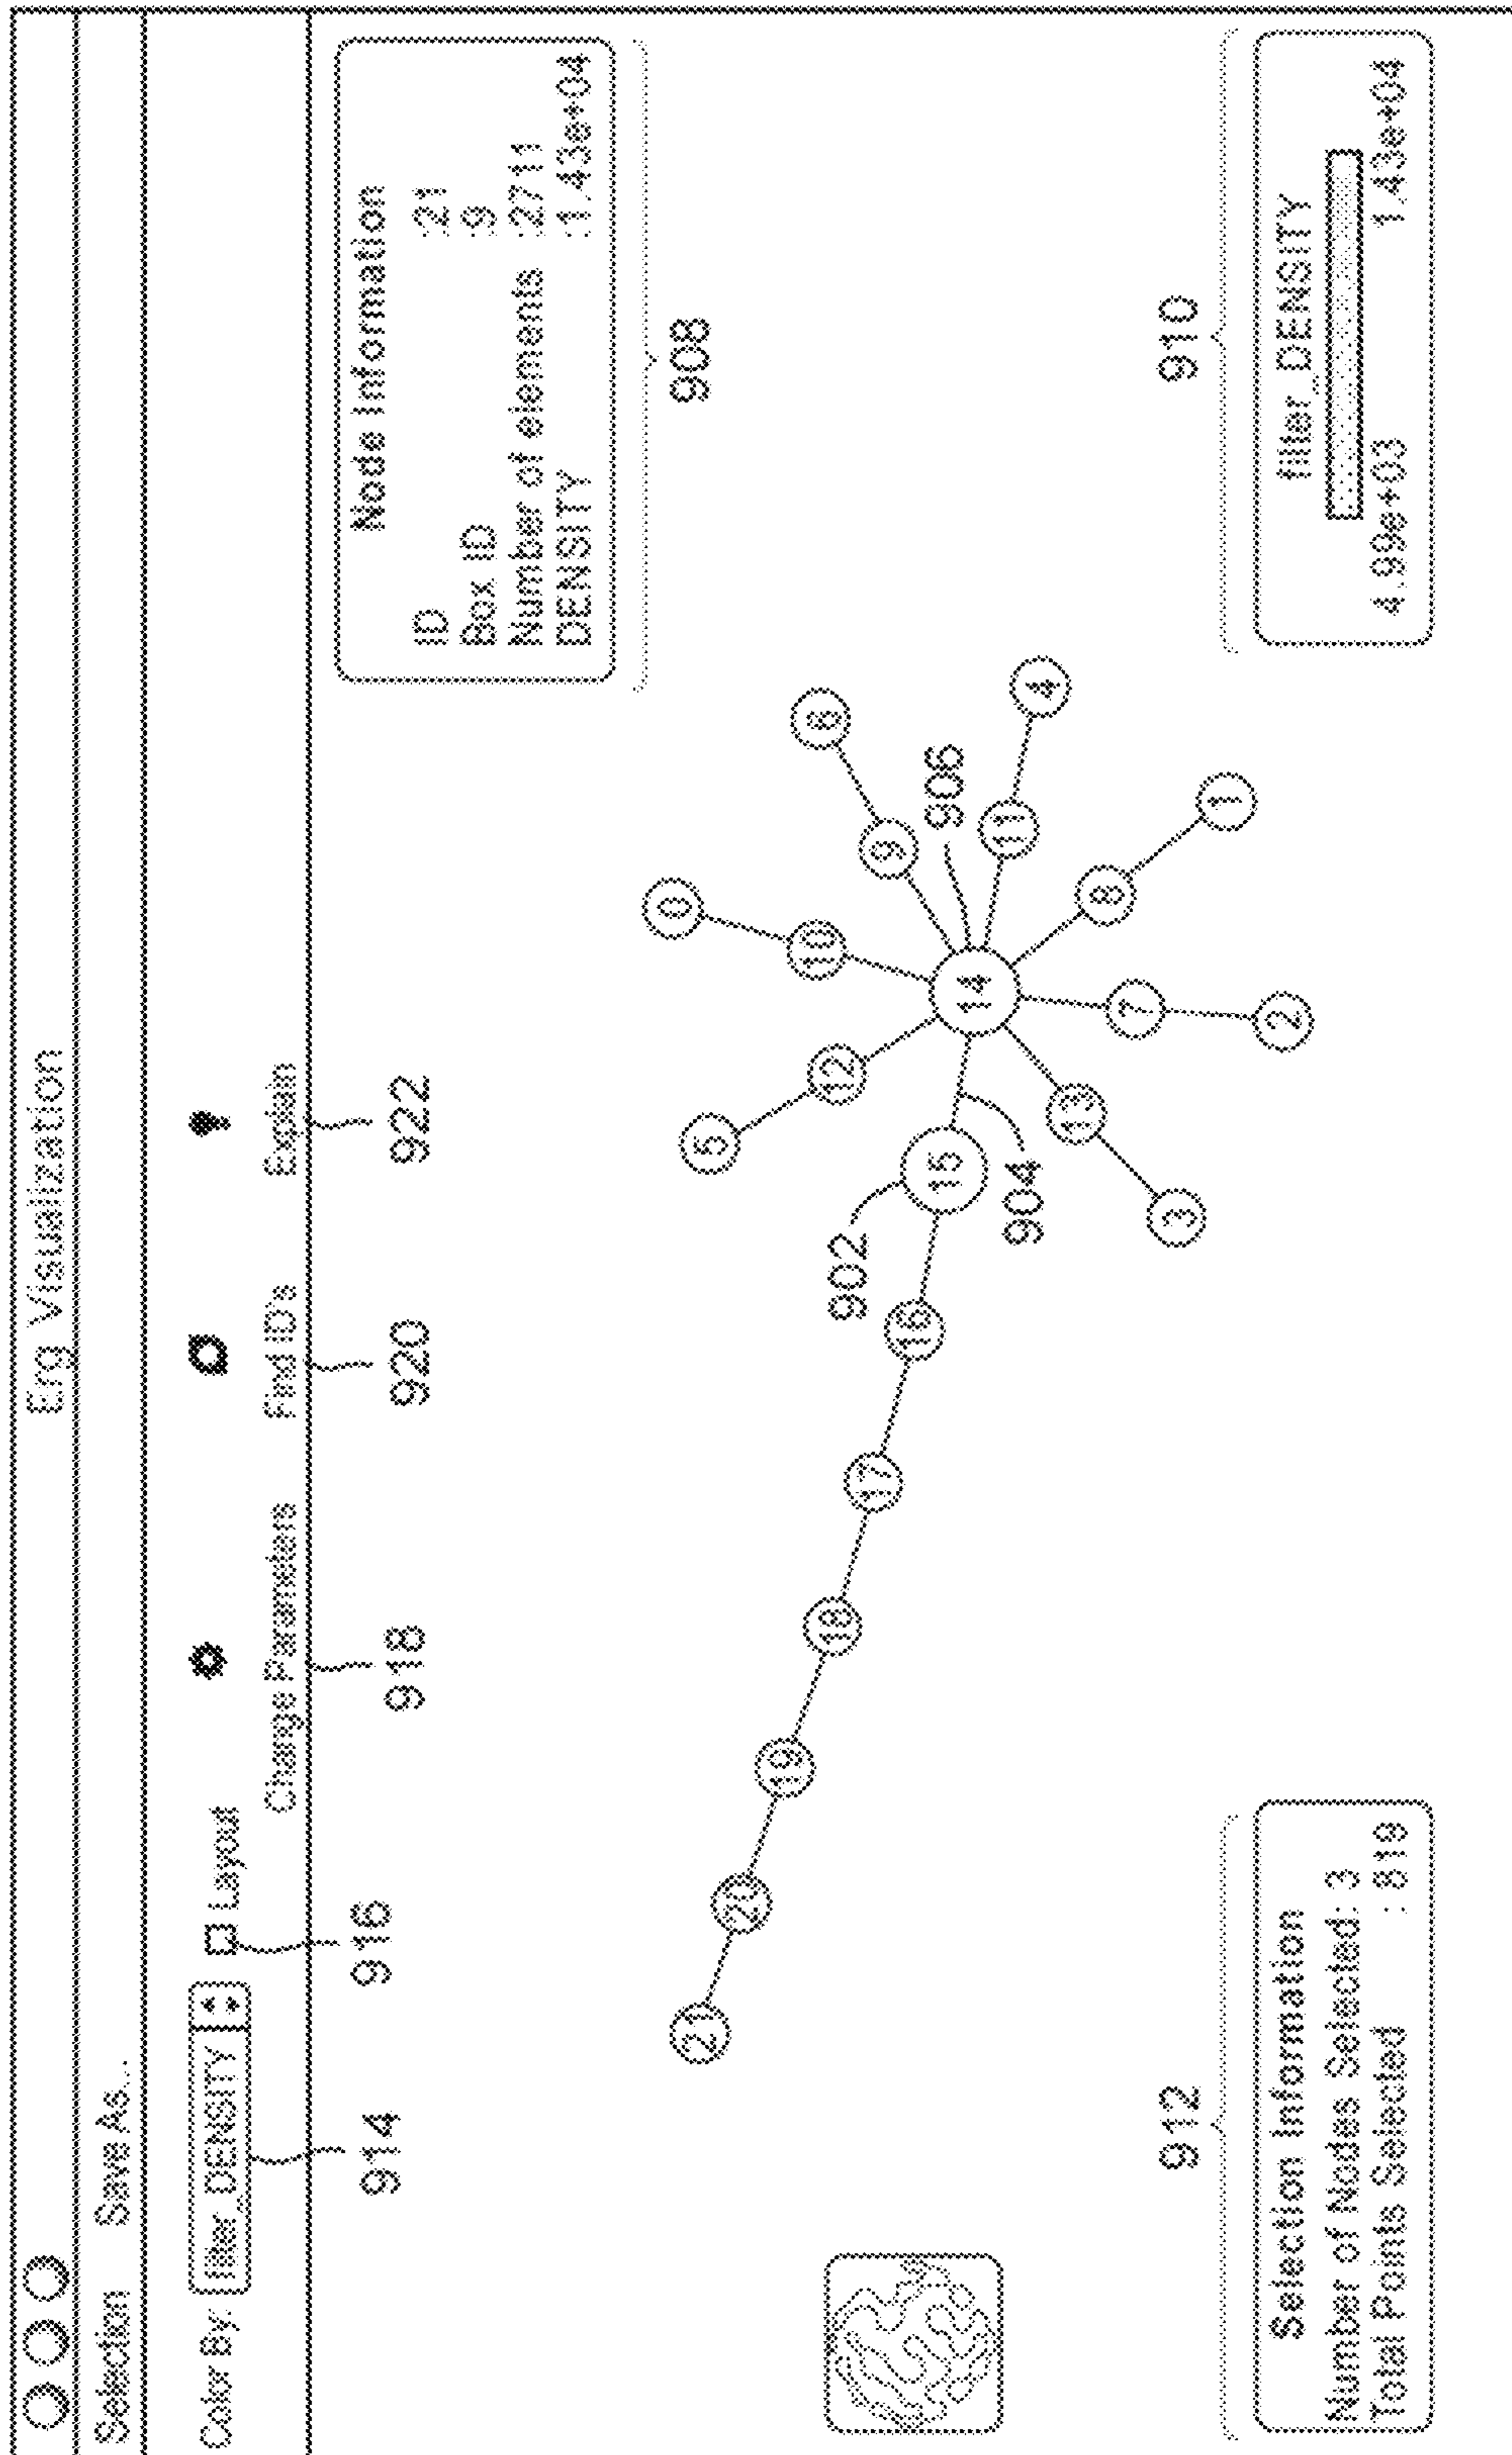 Erg Visualization
Selection Save As...
Color By: filter_DENSITY Layout
Change Parameters
Find ID's
Explain
914
916
918
920
922
Node Information
ID :21
Box ID :9
Number of elements :2711
DENSITY :1.43e+04
908
21
20
19
18
17
16
15
14
5
12
0
10
9
6
11
4
8
1
7
2
13
3
902
904
906
912
Selection Information
Number of Nodes Selected: 3
Total Points Selected : 819
910
filter_DENSITY
4.99e+03 1.43e+04